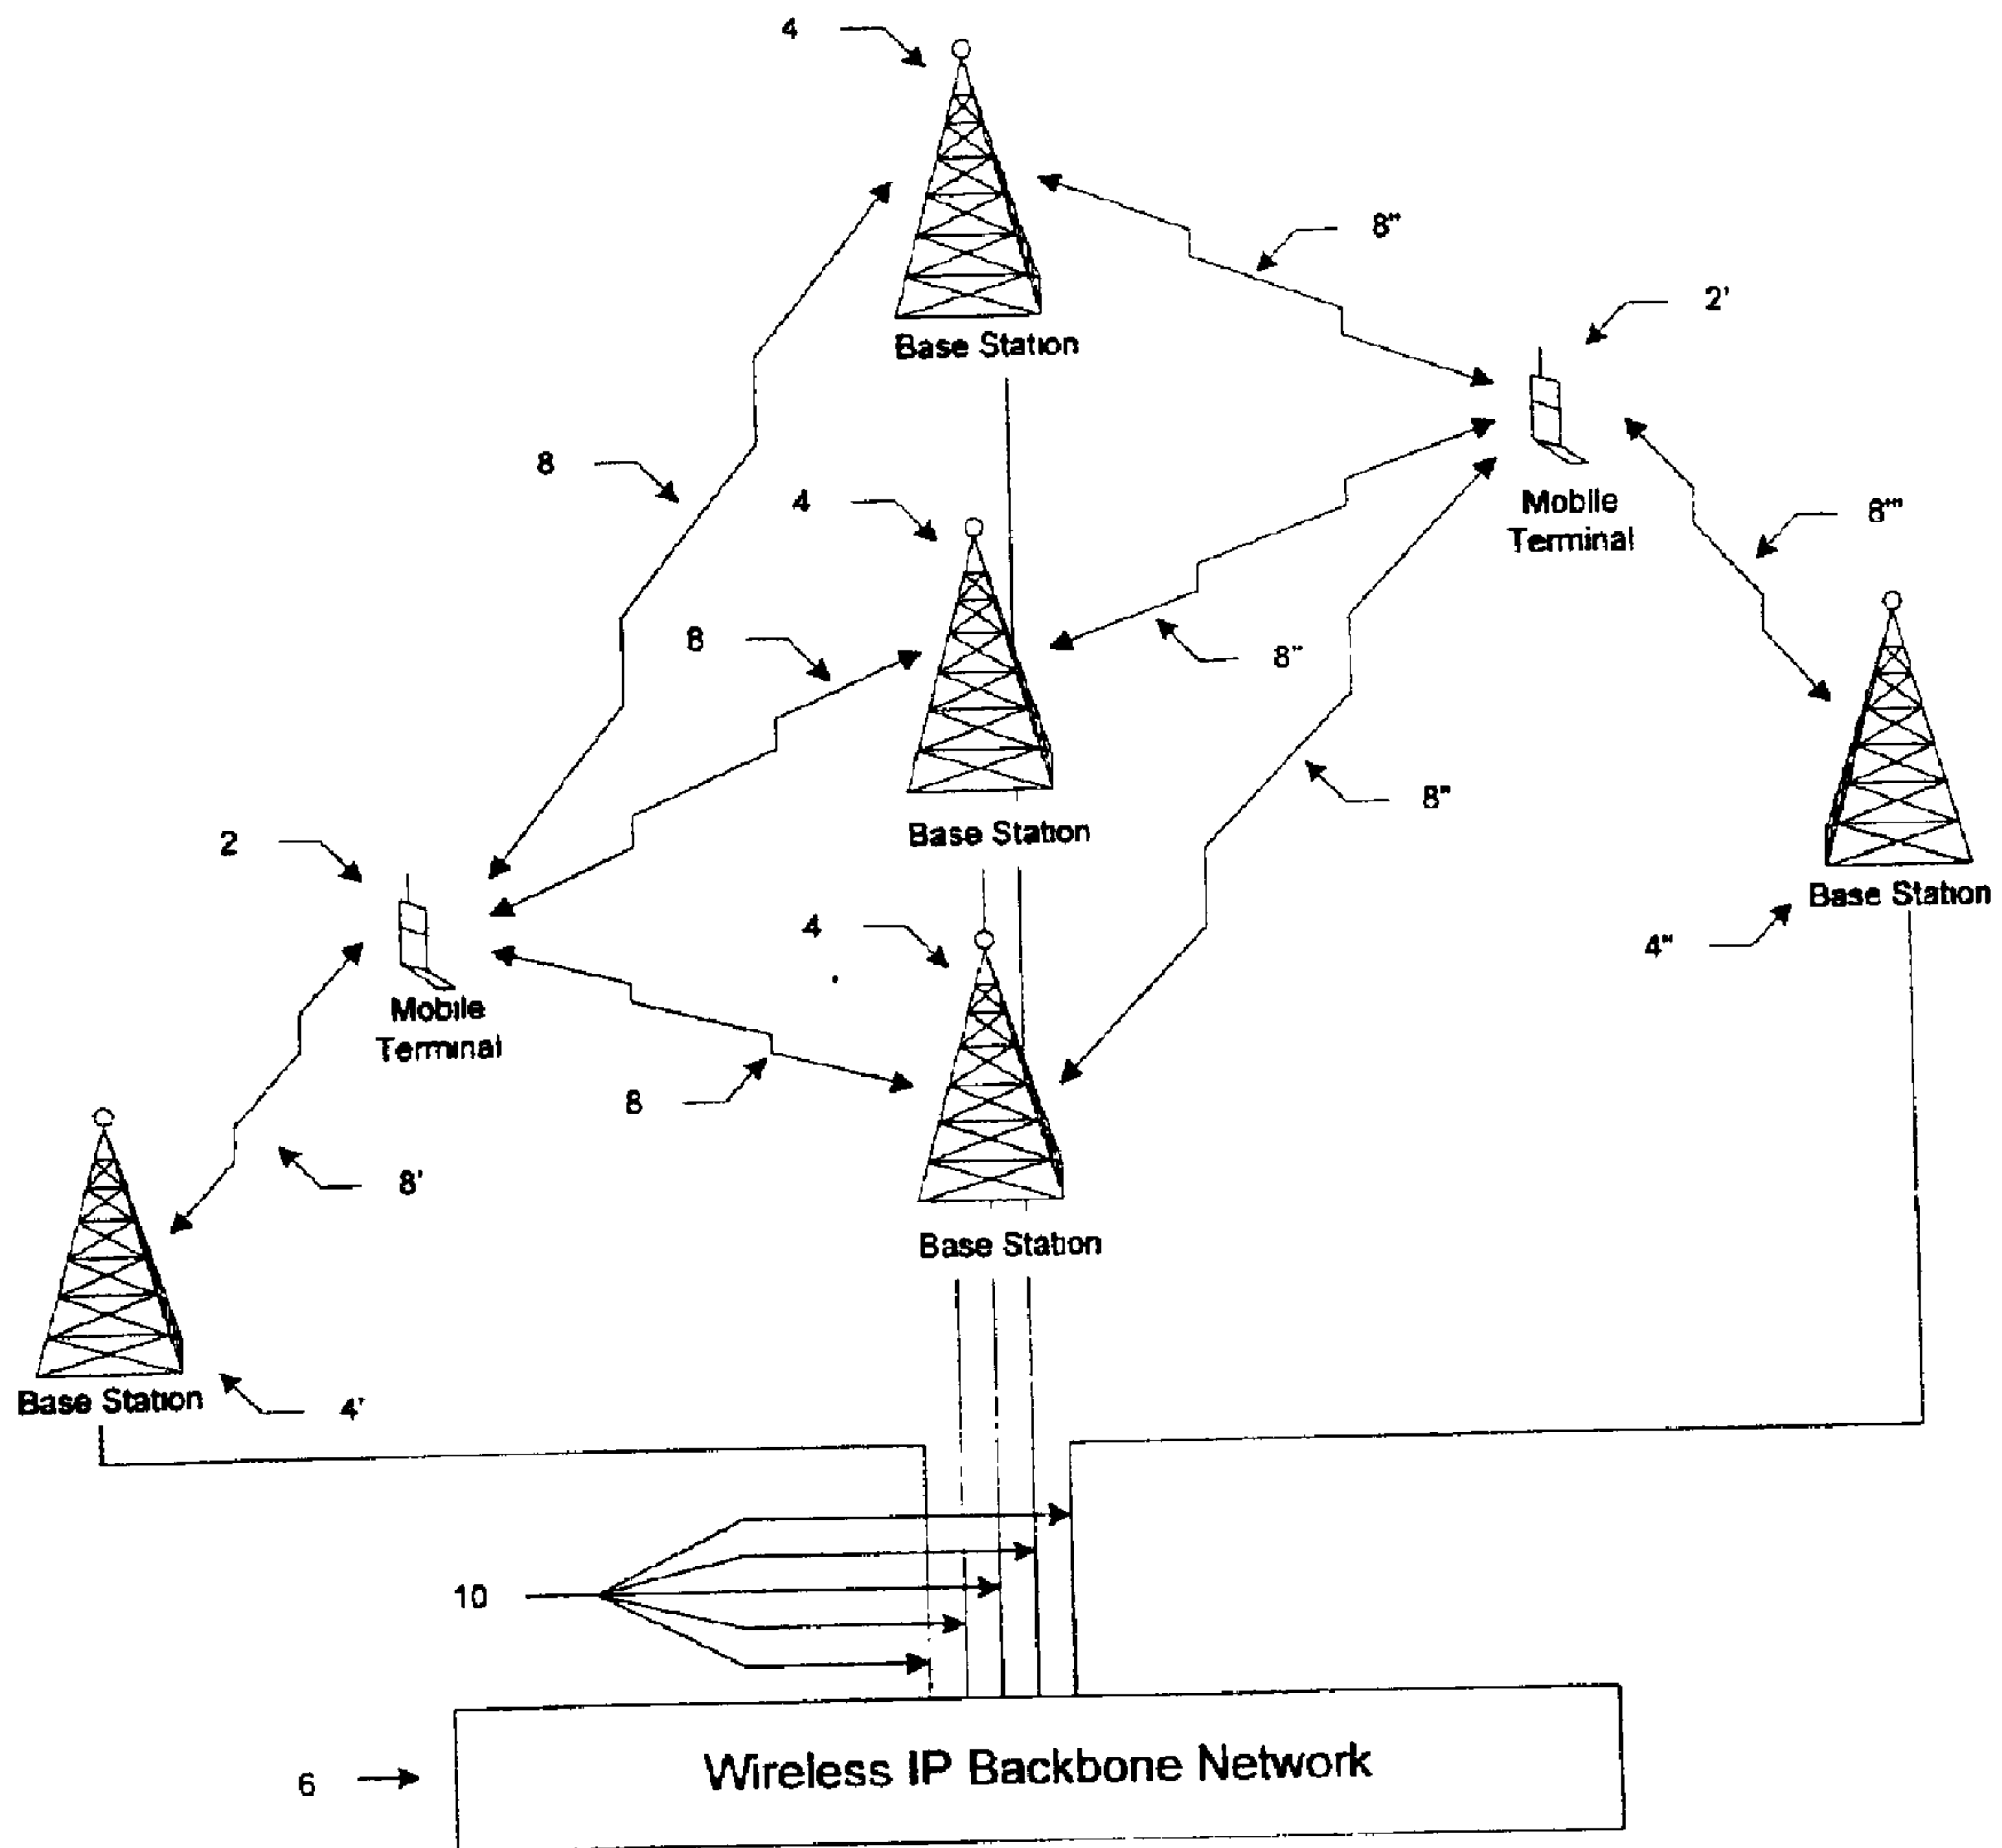 4
8"
2'
Base Station
8
4
Mobile
Terminal
8"'
8
8"
8"
2
Base Station
4
Base Station
4"
Mobile
Terminal
8
8'
Base Station
Base Station
4'
10
6
Wireless IP Backbone Network